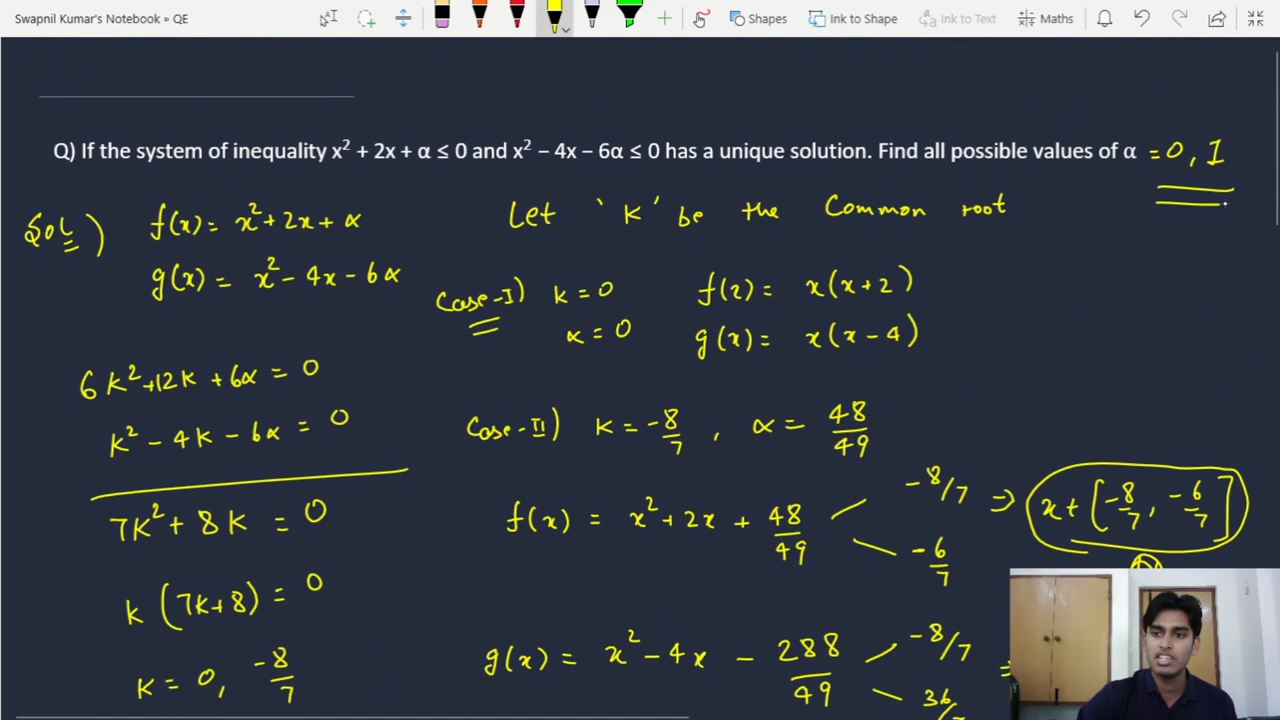 Swapnil Kumar's Notebook » QE
Shapes
Ink to Shape
Ink to Text
Maths
Q) If the system of inequality x² + 2x + α ≤ 0 and x² − 4x − 6α ≤ 0 has a unique solution. Find all possible values of α = 0, 1
Sol)
f(x) = x² + 2x + α
g(x) = x² − 4x − 6α
6k² + 12k + 6α = 0
k² − 4k − 6α = 0
7k² + 8k = 0
k (7k+8) = 0
k = 0, -8/7
Let 'k' be the Common root
Case-I) k = 0
α = 0
f(2) = x(x+2)
g(x) = x(x−4)
Case-II) k = -8/7 , α = 48/49
f(x) = x² + 2x + 48/49
-8/7
-6/7
⇒ x+ [-8/7, -6/7]
g(x) = x² − 4x − 288/49
-8/7